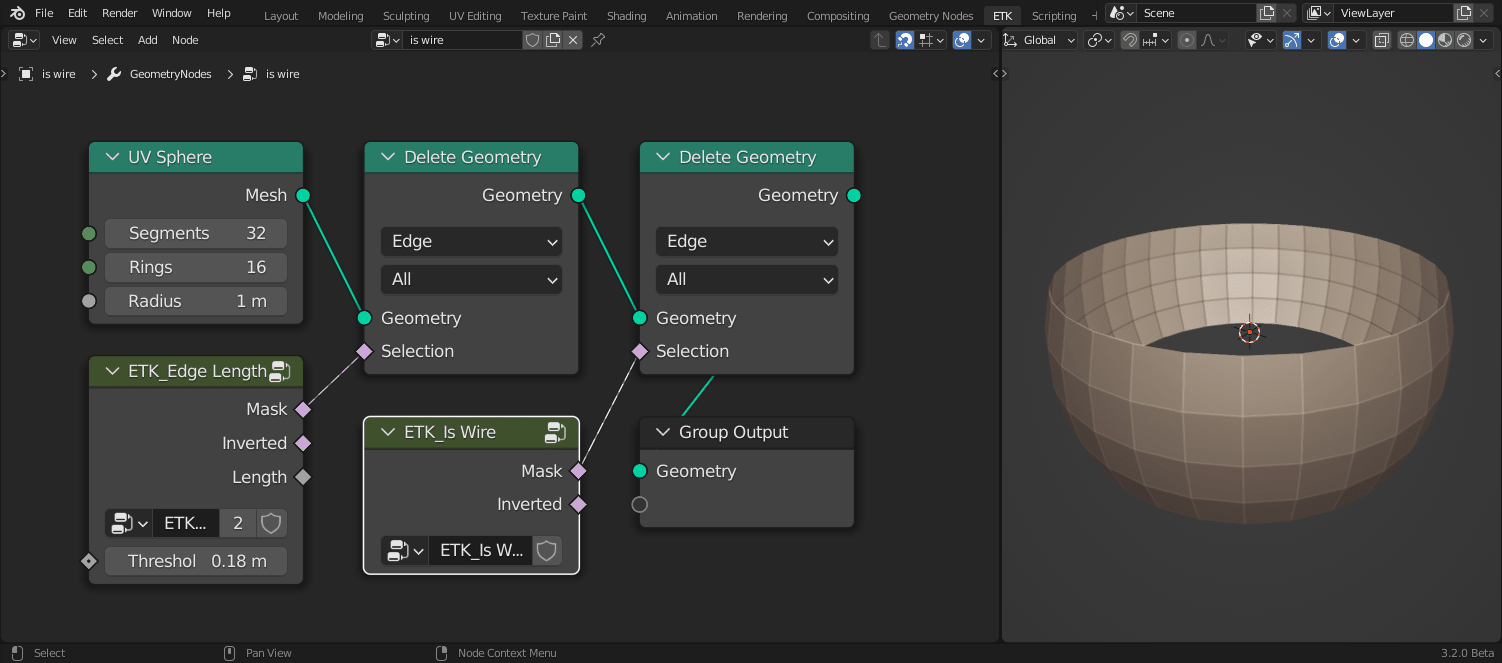 File Edit Render Window Help Layout Modeling Sculpting UV Editing Texture Paint Shading Animation Rendering Compositing Geometry Nodes ETK Scripting Scene ViewLayer
View Select Add Node is wire Global
is wire GeometryNodes is wire
UV Sphere
Mesh
Segments 32
Rings 16
Radius 1 m
Delete Geometry
Geometry
Edge
All
Geometry
Selection
Delete Geometry
Geometry
Edge
All
Geometry
Selection
ETK_Edge Length
Mask
Inverted
Length
ETK... 2
Threshol 0.18 m
ETK_Is Wire
Mask
Inverted
ETK_Is W...
Group Output
Geometry
Select Pan View Node Context Menu 3.2.0 Beta